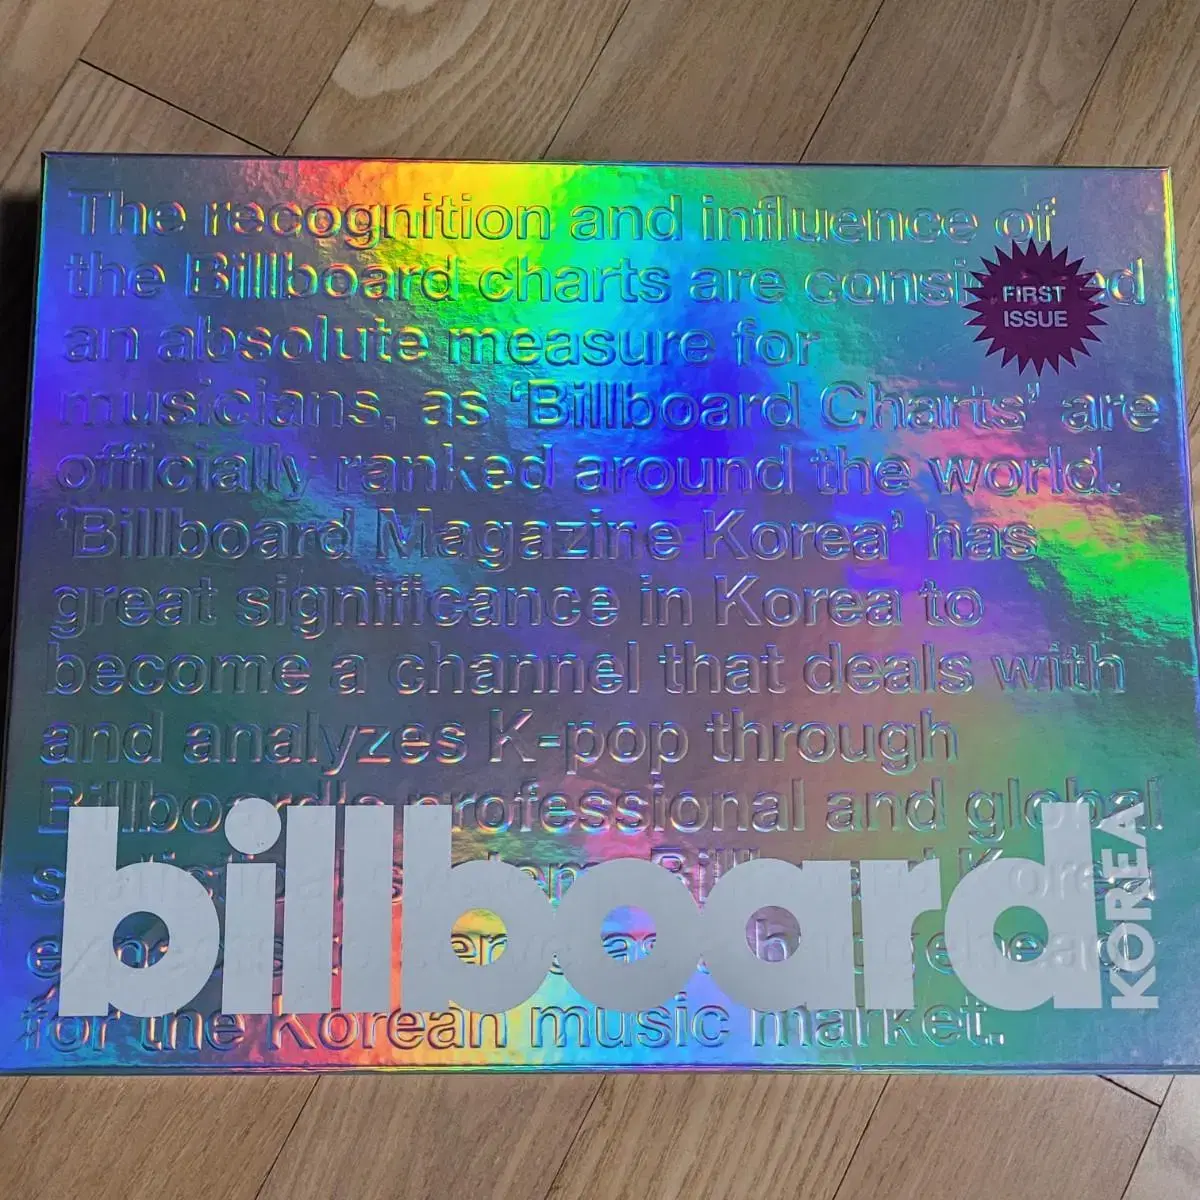 The recognition and influence of
the Billboard charts are consi ed
FIRST
ISSUE
an absolute measure for
musicians, as ‘Billboard Charts’ are
officially ranked around the world.
‘Billboard Magazine Korea’ has
great significance in Korea to
become a channel that deals with
and analyzes K-pop through
Billboard's professional and global
Korea
for the Korean music market.
billboard
KOREA